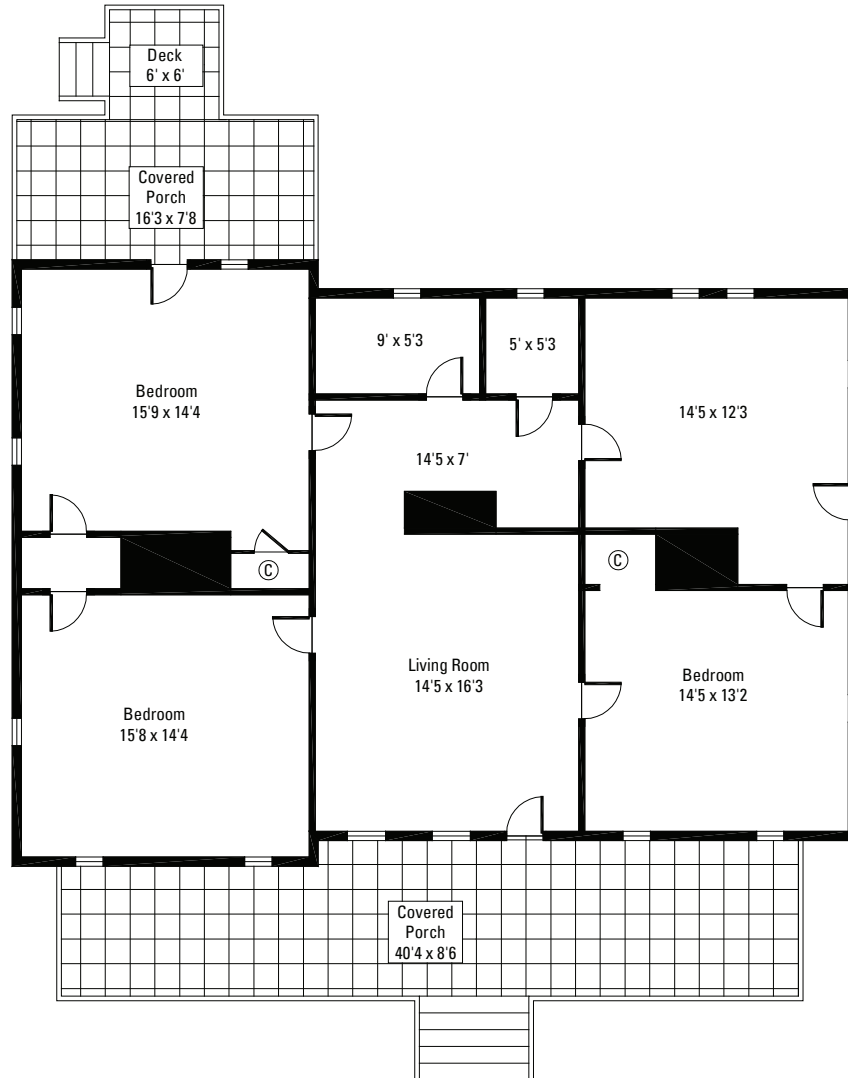 Deck
6' x 6'
Covered
Porch
16'3 x 7'8
9' x 5'3
5' x 5'3
Bedroom
15'9 x 14'4
14'5 x 12'3
14'5 x 7'
C
C
Living Room
14'5 x 16'3
Bedroom
14'5 x 13'2
Bedroom
15'8 x 14'4
Covered
Porch
40'4 x 8'6